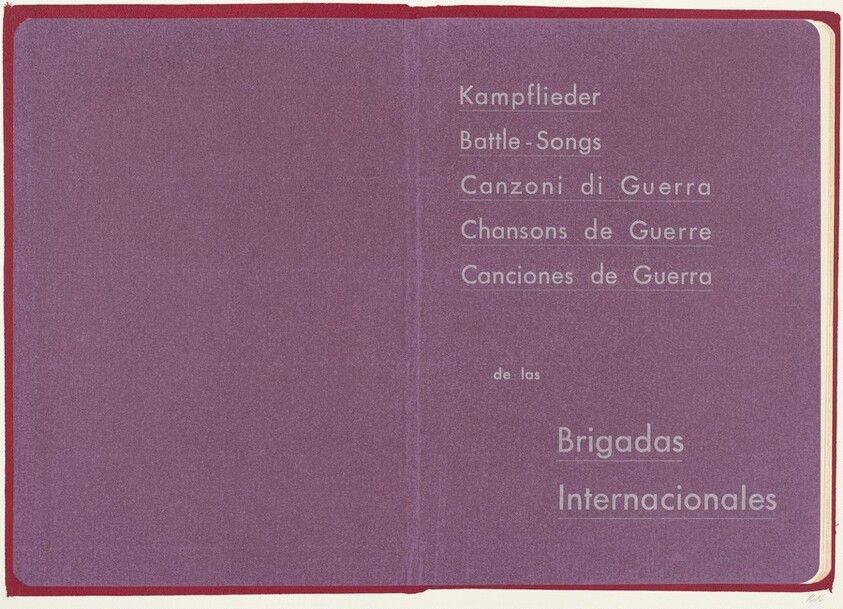 Kampflieder
Battle-Songs
Canzoni di Guerra
Chansons de Guerre
Canciones de Guerra
de las
Brigadas
Internacionales